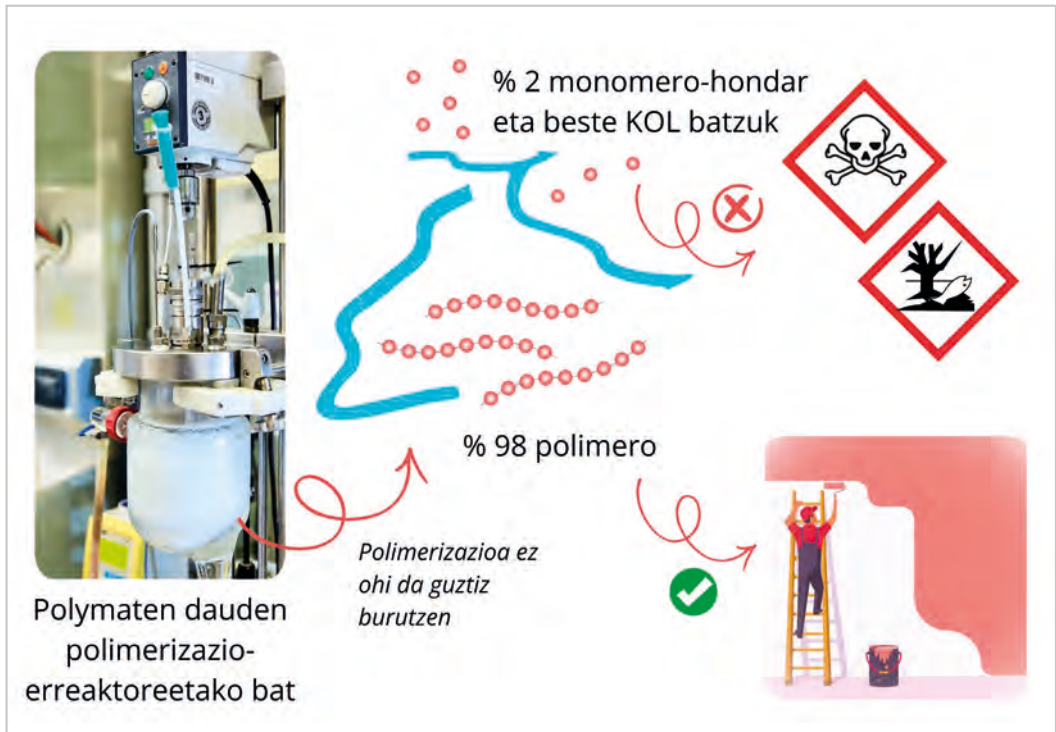 % 2 monomero-hondar
eta beste KOL batzuk
% 98 polimero
Polimerizazioa ez
ohi da guztiz
burutzen
Polymaten dauden
polimerizazio-
erreaktoreetako bat